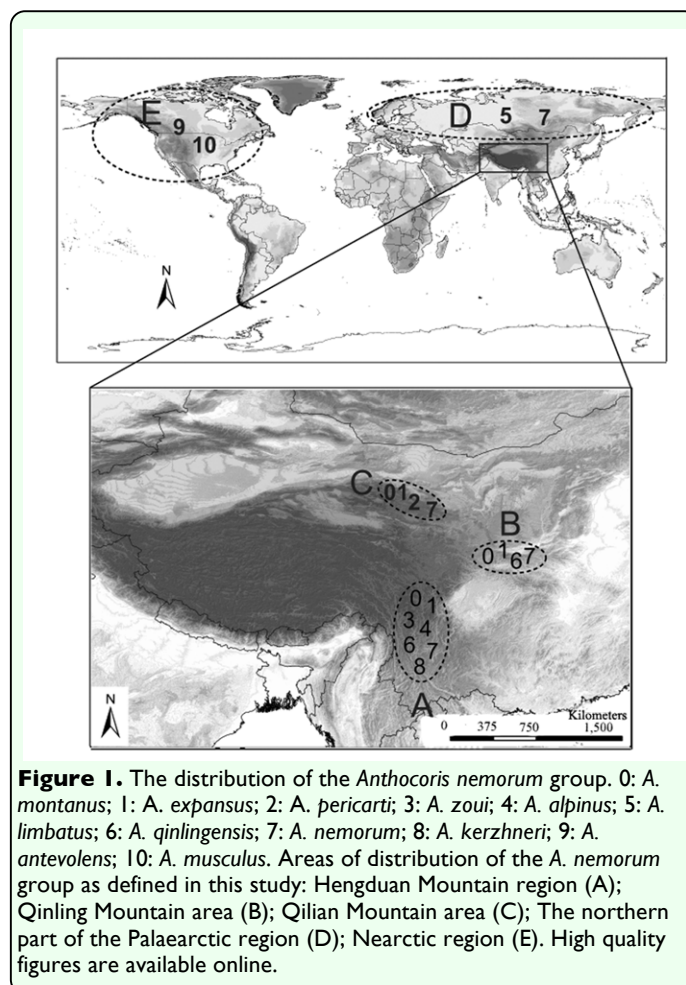 E
9
10
D 5 7
N
C 0 1 2 7
B
0 1 6 7
0 1
3 4
6 7
8
A
N
Kilometers
0 375 750 1,500
Figure 1. The distribution of the Anthocoris nemorum group. 0: A.
montanus; 1: A. expansus; 2: A. pericarti; 3: A. zoui; 4: A. alpinus; 5: A.
limbatus; 6: A. qinlingensis; 7: A. nemorum; 8: A. kerzhneri; 9: A.
antevolens; 10: A. musculus. Areas of distribution of the A. nemorum
group as defined in this study: Hengduan Mountain region (A);
Qinling Mountain area (B); Qilian Mountain area (C); The northern
part of the Palaearctic region (D); Nearctic region (E). High quality
figures are available online.